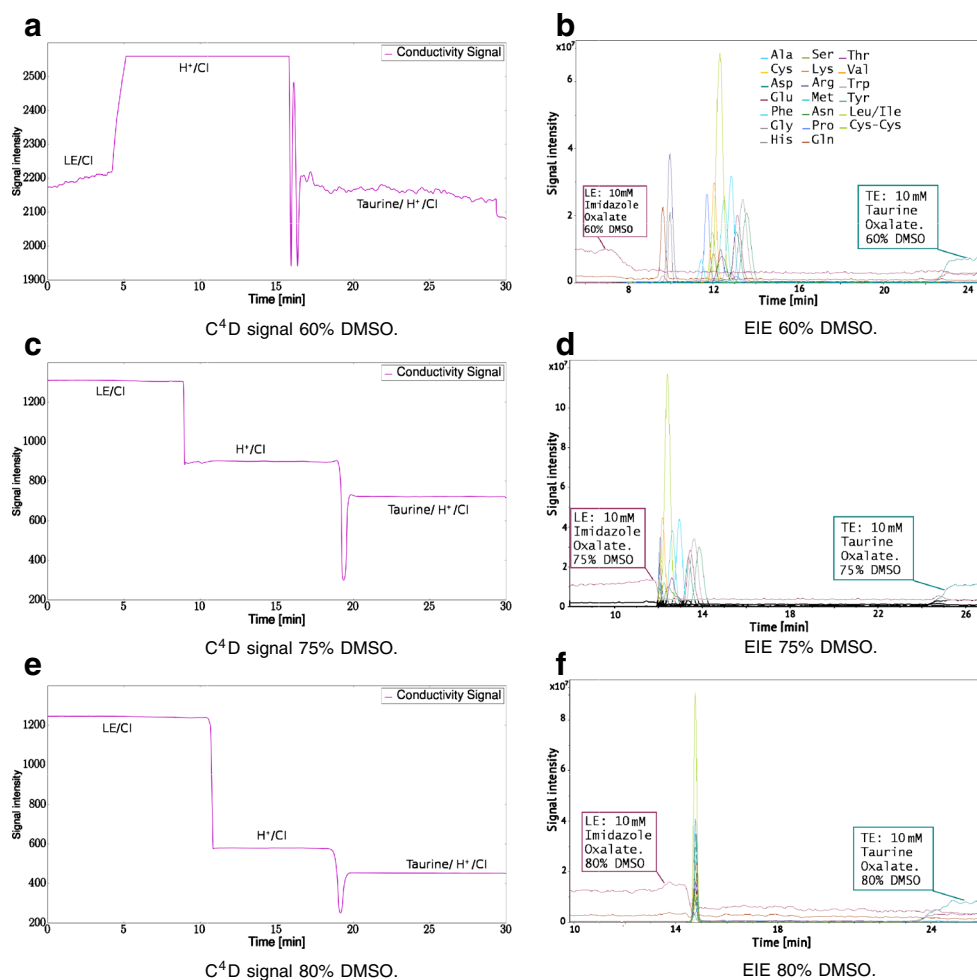 a
Conductivity Signal
H⁺/Cl
LE/Cl
Taurine/ H⁺/Cl
2500
2400
2300
2200
2100
2000
1900
Signal intensity
0 5 10 15 20 25 30
Time [min]
C⁴D signal 60% DMSO.
b
x10⁷
6
4
2
0
Signal intensity
Ala Ser Thr
Cys Lys Val
Asp Arg Trp
Glu Met Tyr
Phe Asn Leu/Ile
Gly Pro Cys-Cys
His Gln
LE: 10mM
Imidazole
Oxalate
60% DMSO
TE: 10mM
Taurine
Oxalate.
60% DMSO
8 12 16 20 24
Time [min]
EIE 60% DMSO.
c
Conductivity Signal
LE/Cl
H⁺/Cl
Taurine/ H⁺/Cl
1200
1000
800
600
400
200
Signal intensity
0 5 10 15 20 25 30
Time [min]
C⁴D signal 75% DMSO.
d
x10⁷
10
8
6
4
2
0
Signal intensity
LE: 10mM
Imidazole
Oxalate.
75% DMSO
TE: 10mM
Taurine
Oxalate.
75% DMSO
10 14 18 22 26
Time [min]
EIE 75% DMSO.
e
Conductivity Signal
LE/Cl
H⁺/Cl
Taurine/ H⁺/Cl
1200
1000
800
600
400
200
Signal intensity
0 5 10 15 20 25 30
Time [min]
C⁴D signal 80% DMSO.
f
x10⁷
8
6
4
2
0
Signal intensity
LE: 10mM
Imidazole
Oxalate.
80% DMSO
TE: 10mM
Taurine
Oxalate.
80% DMSO
10 14 12 14 24
Time [min]
EIE 80% DMSO.